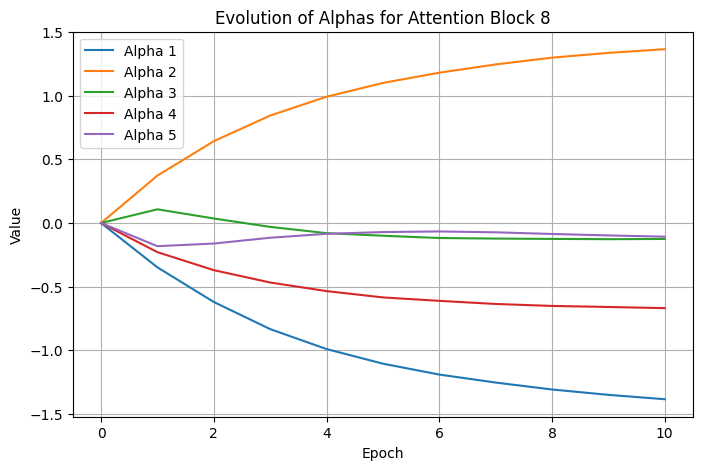 Evolution of Alphas for Attention Block 8
Alpha 1
Alpha 2
Alpha 3
Alpha 4
Alpha 5
Value
1.5
1.0
0.5
0.0
−0.5
−1.0
−1.5
0 2 4 6 8 10
Epoch